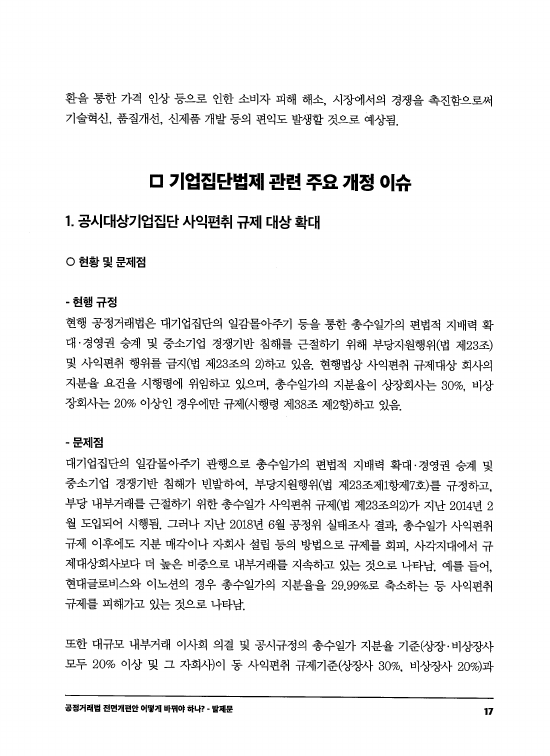 환을 통한 가격 인상 등으로 인한 소비자 피해 해소, 시장에서의 경쟁을 촉진함으로써
기술혁신, 품질개선, 신제품 개발 등의 편익도 발생할 것으로 예상됨.
□ 기업집단법제 관련 주요 개정 이슈
1. 공시대상기업집단 사익편취 규제 대상 확대
○ 현황 및 문제점
- 현행 규정
현행 공정거래법은 대기업집단의 일감몰아주기 등을 통한 총수일가의 편법적 지배력 확
대·경영권 승계 및 중소기업 경쟁기반 침해를 근절하기 위해 부당지원행위(법 제23조)
및 사익편취 행위를 금지(법 제23조의 2)하고 있음. 현행법상 사익편취 규제대상 회사의
지분율 요건을 시행령에 위임하고 있으며, 총수일가의 지분율이 상장회사는 30%, 비상
장회사는 20% 이상인 경우에만 규제(시행령 제38조 제2항)하고 있음.
- 문제점
대기업집단의 일감몰아주기 관행으로 총수일가의 편법적 지배력 확대·경영권 승계 및
중소기업 경쟁기반 침해가 빈발하여, 부당지원행위(법 제23조제1항제7호)를 규정하고,
부당 내부거래를 근절하기 위한 총수일가 사익편취 규제(법 제23조의2)가 지난 2014년 2
월 도입되어 시행됨. 그러나 지난 2018년 6월 공정위 실태조사 결과, 총수일가 사익편취
규제 이후에도 지분 매각이나 자회사 설립 등의 방법으로 규제를 회피, 사각지대에서 규
제대상회사보다 더 높은 비중으로 내부거래를 지속하고 있는 것으로 나타남. 예를 들어,
현대글로비스와 이노션의 경우 총수일가의 지분율을 29.99%로 축소하는 등 사익편취
규제를 피해가고 있는 것으로 나타남.
또한 대규모 내부거래 이사회 의결 및 공시규정의 총수일가 지분율 기준(상장·비상장사
모두 20% 이상 및 그 자회사)이 동 사익편취 규제기준(상장사 30%, 비상장사 20%)과
공정거래법 전면개편안 어떻게 바꿔야 하나? - 발제문
17